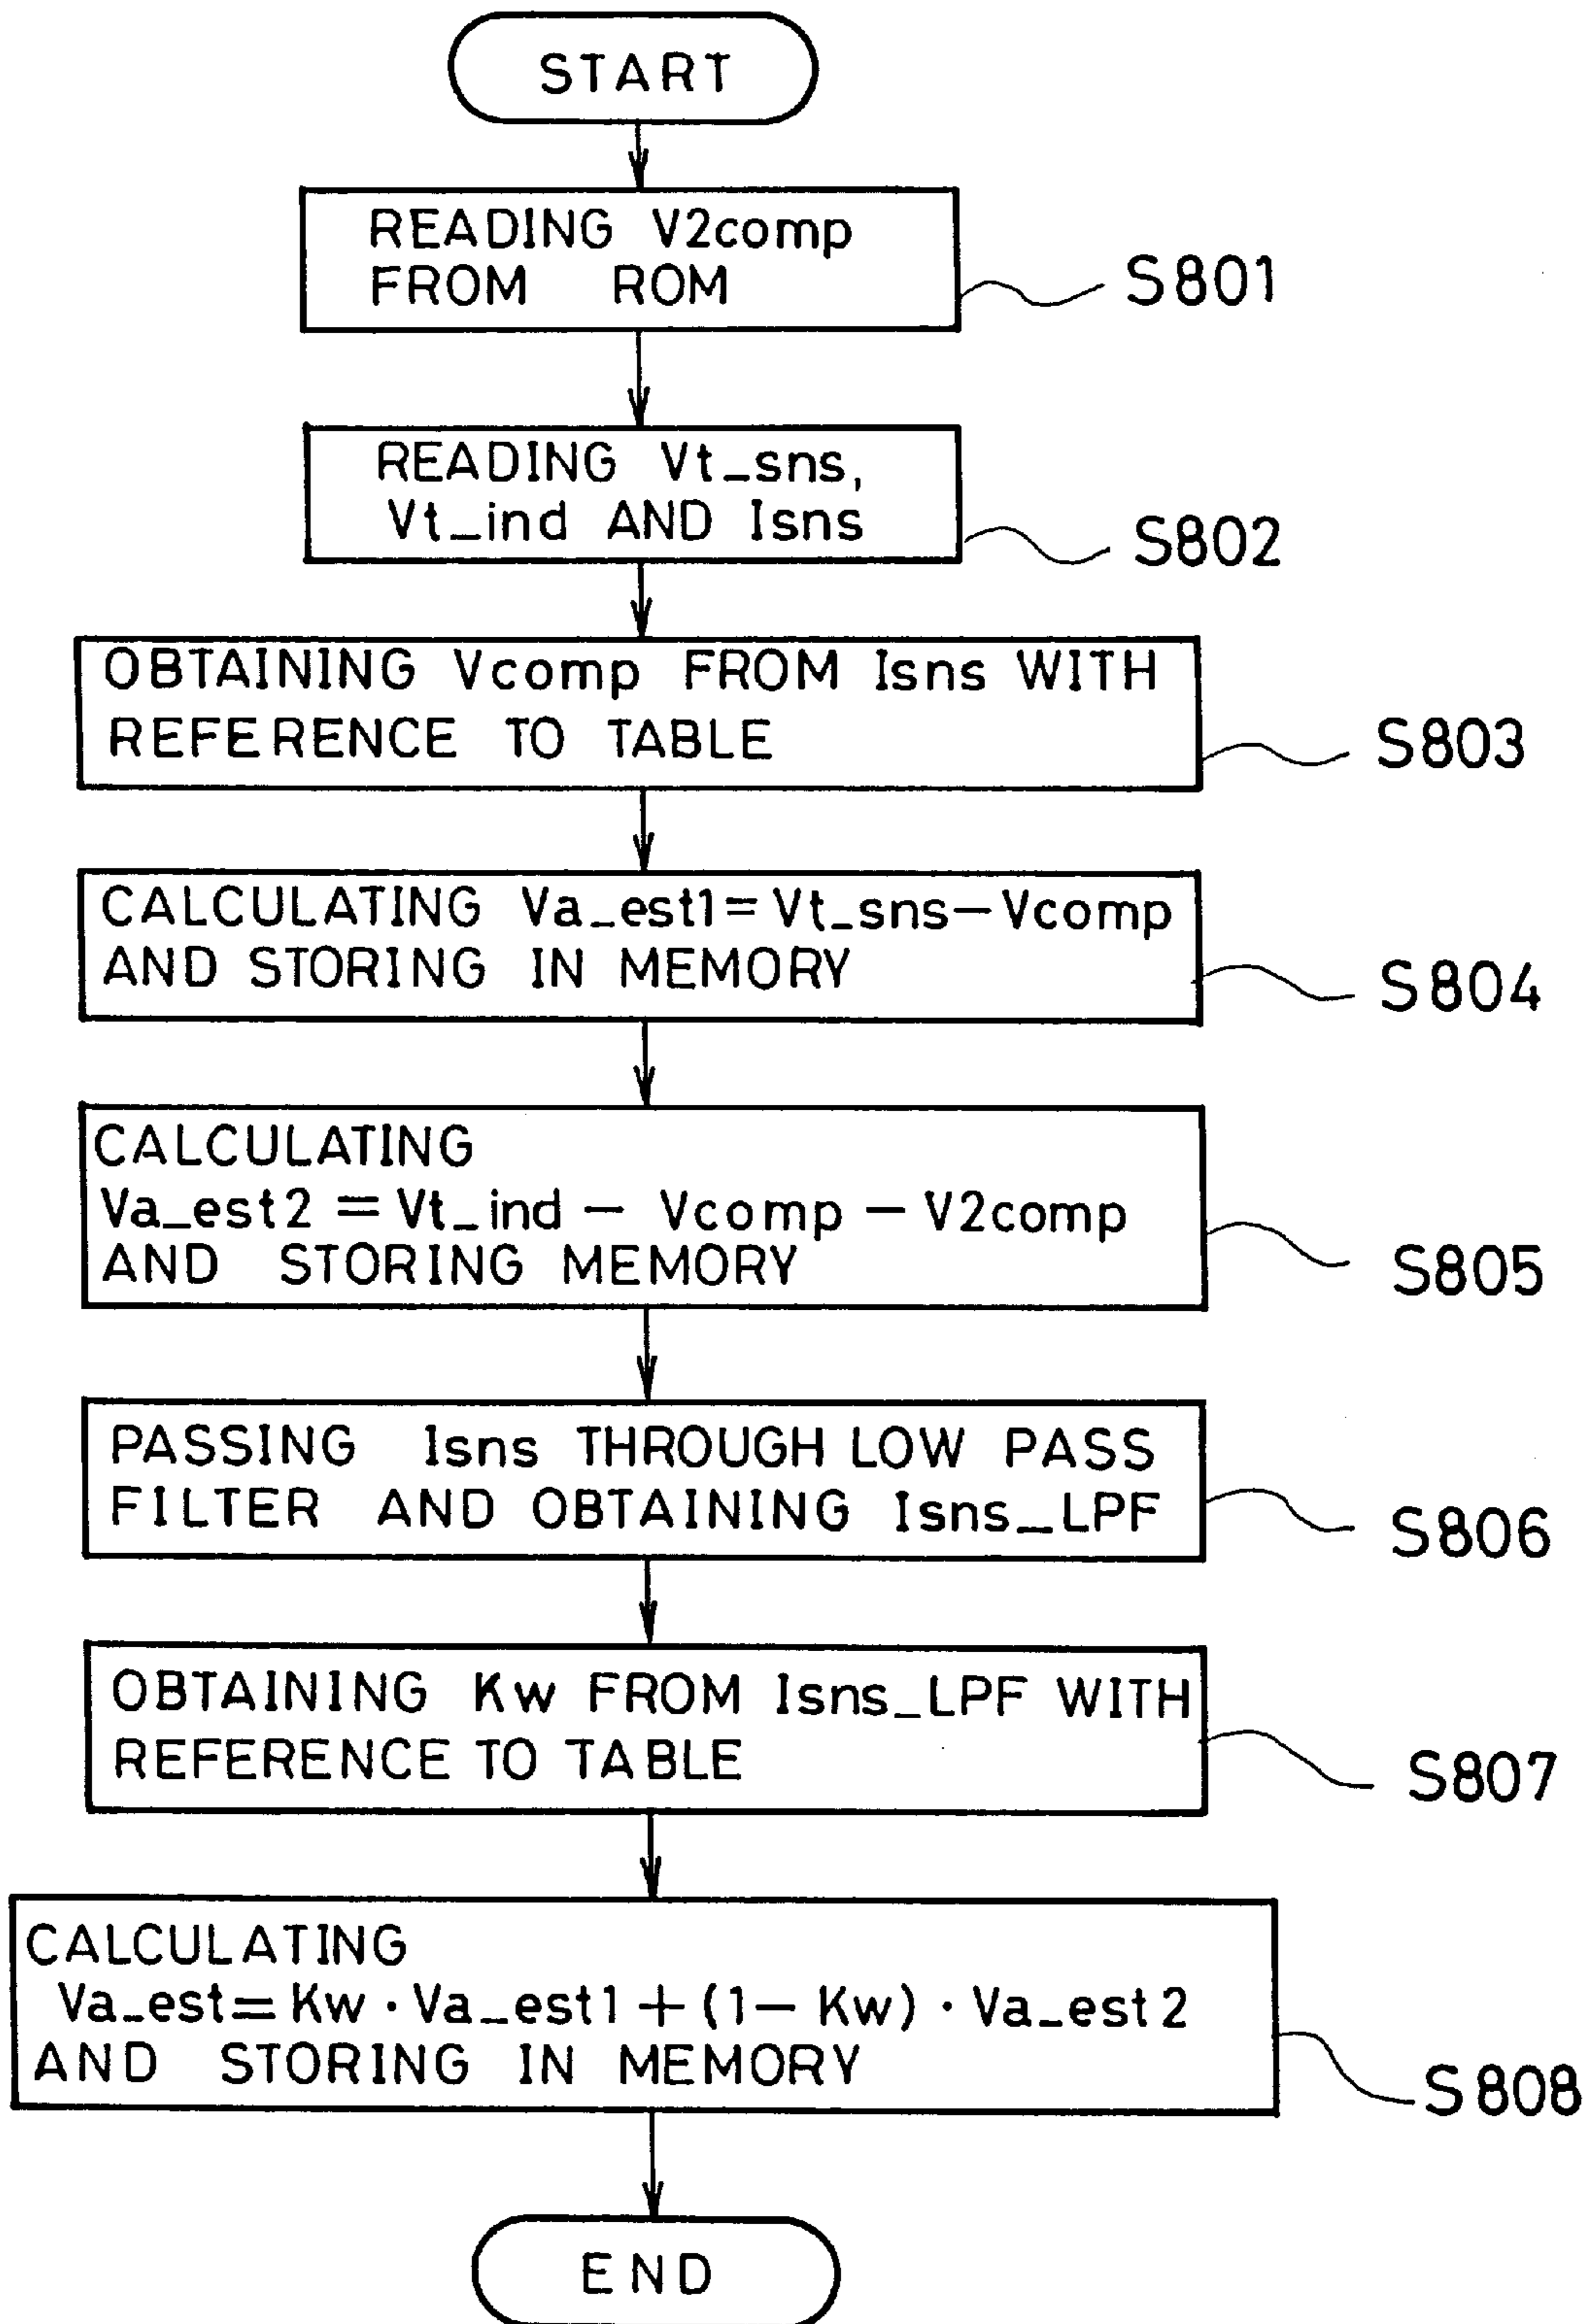 START
READING V2comp
FROM ROM
S801
READING Vt_sns,
Vt_ind AND Isns
S802
OBTAINING Vcomp FROM Isns WITH
REFERENCE TO TABLE
S803
CALCULATING Va_est1=Vt_sns-Vcomp
AND STORING IN MEMORY
S804
CALCULATING
Va_est2 = Vt_ind - Vcomp - V2comp
AND STORING MEMORY
S805
PASSING Isns THROUGH LOW PASS
FILTER AND OBTAINING Isns_LPF
S806
OBTAINING Kw FROM Isns_LPF WITH
REFERENCE TO TABLE
S807
CALCULATING
Va_est=Kw·Va_est1+(1-Kw)·Va_est2
AND STORING IN MEMORY
S808
END